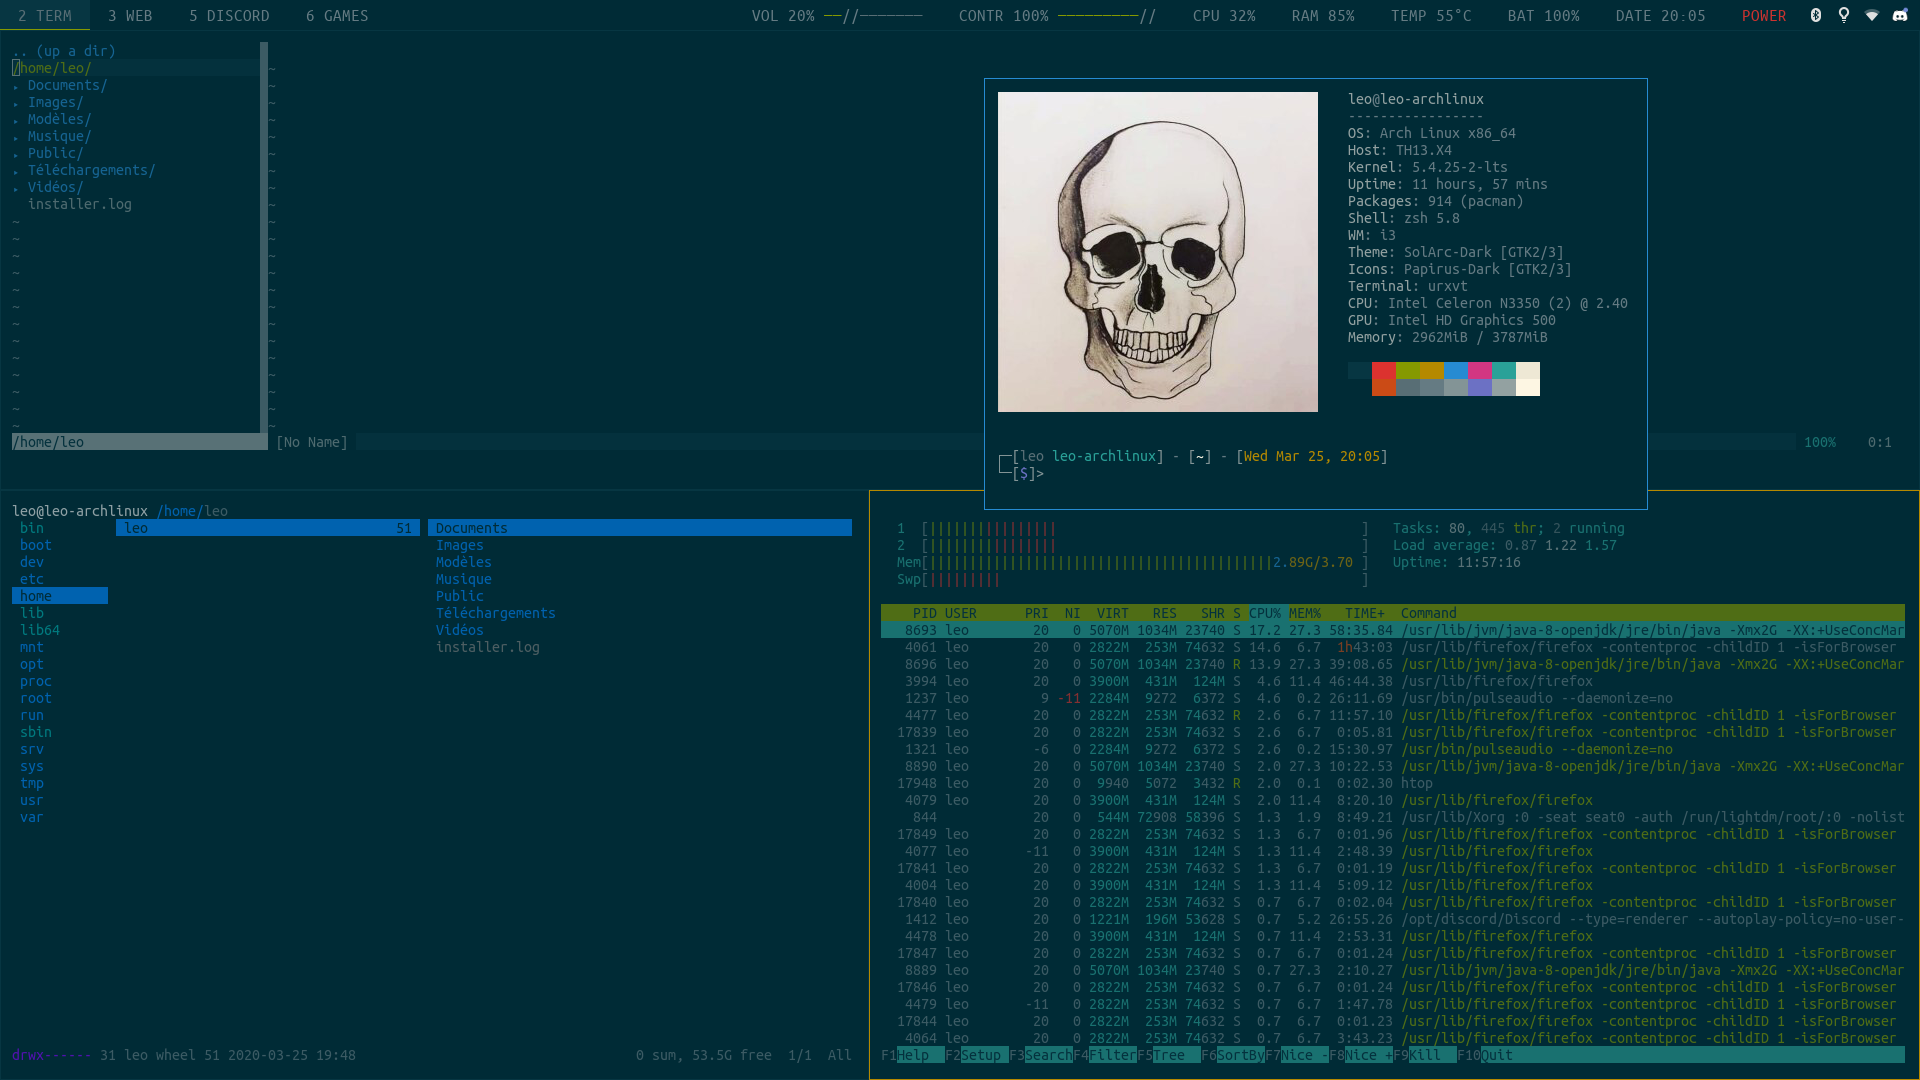 2 TERM 3 WEB 5 DISCORD 6 GAMES VOL 20% ──//─────── CONTR 100% ─────────// CPU 32% RAM 85% TEMP 55°C BAT 100% DATE 20:05 POWER
.. (up a dir)
/home/leo/
▸ Documents/
▸ Images/
▸ Modèles/
▸ Musique/
▸ Public/
▸ Téléchargements/
▸ Vidéos/
installer.log
/home/leo [No Name] 100% 0:1
leo@leo-archlinux
-----------------
OS: Arch Linux x86_64
Host: TH13.X4
Kernel: 5.4.25-2-lts
Uptime: 11 hours, 57 mins
Packages: 914 (pacman)
Shell: zsh 5.8
WM: i3
Theme: SolArc-Dark [GTK2/3]
Icons: Papirus-Dark [GTK2/3]
Terminal: urxvt
CPU: Intel Celeron N3350 (2) @ 2.40
GPU: Intel HD Graphics 500
Memory: 2962MiB / 3787MiB
┌─[leo leo-archlinux] - [~] - [Wed Mar 25, 20:05]
└─[$]>
leo@leo-archlinux /home/leo
bin leo 51 Documents
boot Images
dev Modèles
etc Musique
home Public
lib Téléchargements
lib64 Vidéos
mnt installer.log
opt
proc
root
run
sbin
srv
sys
tmp
usr
var
drwx------ 31 leo wheel 51 2020-03-25 19:48 0 sum, 53.5G free 1/1 All
1 [||||||||||||||||] Tasks: 80, 445 thr; 2 running
2 [||||||||||||||||] Load average: 0.87 1.22 1.57
Mem[|||||||||||||||||||||||||||||||||||||||||||2.89G/3.70] Uptime: 11:57:16
Swp[|||||||||]
PID USER PRI NI VIRT RES SHR S CPU% MEM% TIME+ Command
8693 leo 20 0 5070M 1034M 23740 S 17.2 27.3 58:35.84 /usr/lib/jvm/java-8-openjdk/jre/bin/java -Xmx2G -XX:+UseConcMar
4061 leo 20 0 2822M 253M 74632 S 14.6 6.7 1h43:03 /usr/lib/firefox/firefox -contentproc -childID 1 -isForBrowser
8696 leo 20 0 5070M 1034M 23740 R 13.9 27.3 39:08.65 /usr/lib/jvm/java-8-openjdk/jre/bin/java -Xmx2G -XX:+UseConcMar
3994 leo 20 0 3900M 431M 124M S 4.6 11.4 46:44.38 /usr/lib/firefox/firefox
1237 leo 9 -11 2284M 9272 6372 S 4.6 0.2 26:11.69 /usr/bin/pulseaudio --daemonize=no
4477 leo 20 0 2822M 253M 74632 R 2.6 6.7 11:57.10 /usr/lib/firefox/firefox -contentproc -childID 1 -isForBrowser
17839 leo 20 0 2822M 253M 74632 S 2.6 6.7 0:05.81 /usr/lib/firefox/firefox -contentproc -childID 1 -isForBrowser
1321 leo -6 0 2284M 9272 6372 S 2.6 0.2 15:30.97 /usr/bin/pulseaudio --daemonize=no
8890 leo 20 0 5070M 1034M 23740 S 2.0 27.3 10:22.53 /usr/lib/jvm/java-8-openjdk/jre/bin/java -Xmx2G -XX:+UseConcMar
17948 leo 20 0 9940 5072 3432 R 2.0 0.1 0:02.30 htop
4079 leo 20 0 3900M 431M 124M S 2.0 11.4 8:20.10 /usr/lib/firefox/firefox
844 20 0 544M 72908 58396 S 1.3 1.9 8:49.21 /usr/lib/Xorg :0 -seat seat0 -auth /run/lightdm/root/:0 -nolist
17849 leo 20 0 2822M 253M 74632 S 1.3 6.7 0:01.96 /usr/lib/firefox/firefox -contentproc -childID 1 -isForBrowser
4077 leo -11 0 3900M 431M 124M S 1.3 11.4 2:48.39 /usr/lib/firefox/firefox
17841 leo 20 0 2822M 253M 74632 S 1.3 6.7 0:01.19 /usr/lib/firefox/firefox -contentproc -childID 1 -isForBrowser
4004 leo 20 0 3900M 431M 124M S 1.3 11.4 5:09.12 /usr/lib/firefox/firefox
17840 leo 20 0 2822M 253M 74632 S 0.7 6.7 0:02.04 /usr/lib/firefox/firefox -contentproc -childID 1 -isForBrowser
1412 leo 20 0 1221M 196M 53628 S 0.7 5.2 26:55.26 /opt/discord/Discord --type=renderer --autoplay-policy=no-user-
4478 leo 20 0 3900M 431M 124M S 0.7 11.4 2:53.31 /usr/lib/firefox/firefox
17847 leo 20 0 2822M 253M 74632 S 0.7 6.7 0:01.24 /usr/lib/firefox/firefox -contentproc -childID 1 -isForBrowser
8889 leo 20 0 5070M 1034M 23740 S 0.7 27.3 2:10.27 /usr/lib/jvm/java-8-openjdk/jre/bin/java -Xmx2G -XX:+UseConcMar
17846 leo 20 0 2822M 253M 74632 S 0.7 6.7 0:01.24 /usr/lib/firefox/firefox -contentproc -childID 1 -isForBrowser
4479 leo -11 0 2822M 253M 74632 S 0.7 6.7 1:47.78 /usr/lib/firefox/firefox -contentproc -childID 1 -isForBrowser
17844 leo 20 0 2822M 253M 74632 S 0.7 6.7 0:01.23 /usr/lib/firefox/firefox -contentproc -childID 1 -isForBrowser
4064 leo 20 0 2822M 253M 74632 S 0.7 6.7 3:43.23 /usr/lib/firefox/firefox -contentproc -childID 1 -isForBrowser
F1Help F2Setup F3SearchF4FilterF5Tree F6SortByF7Nice -F8Nice +F9Kill F10Quit